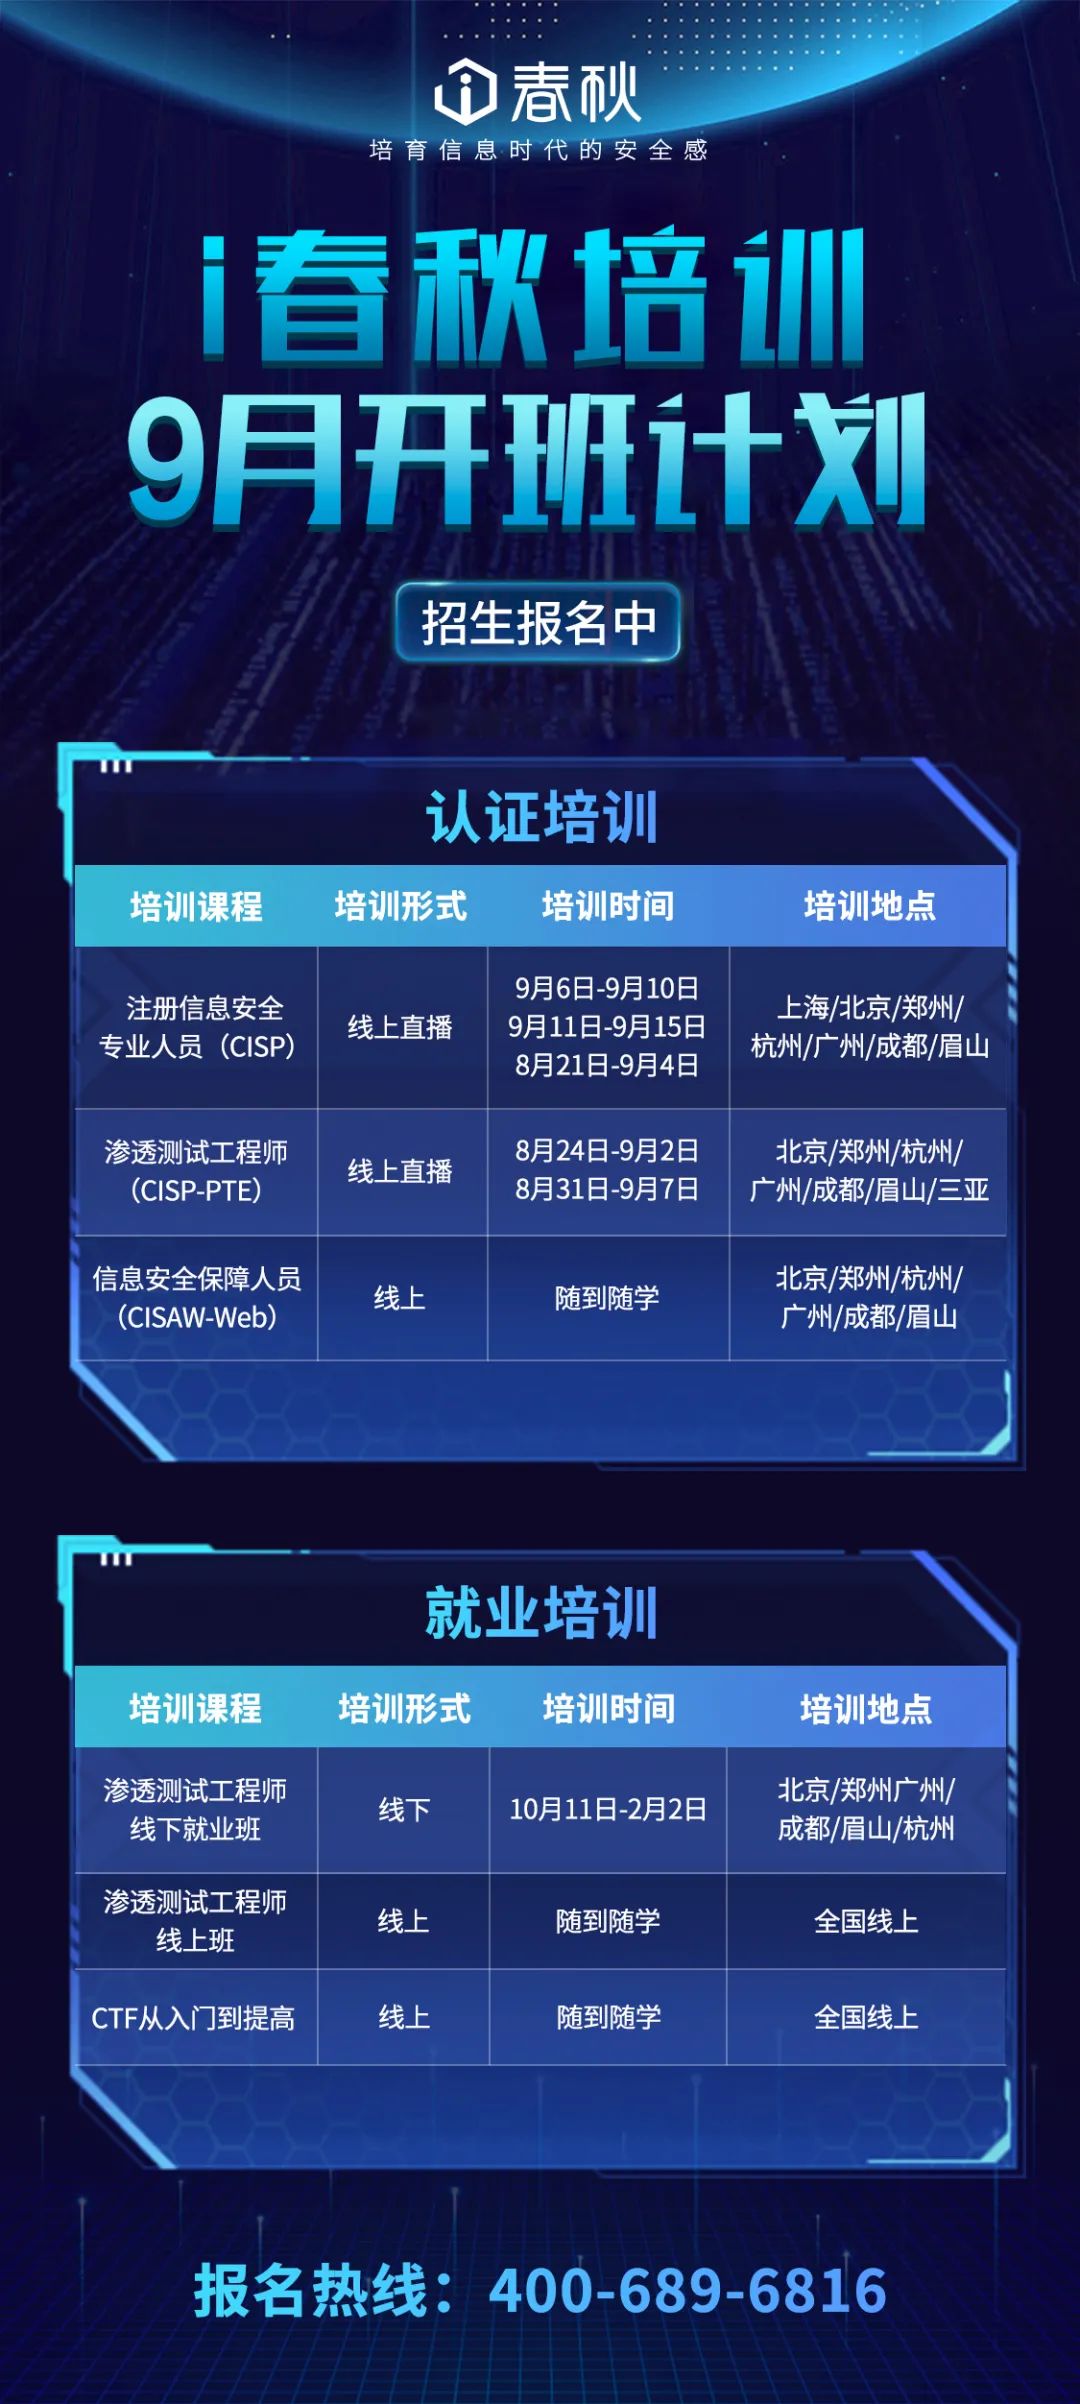 春秋
培育信息时代的安全感
i春秋培训
9月开班计划
招生报名中
认证培训
培训课程 培训形式 培训时间 培训地点
注册信息安全
专业人员（CISP）
线上直播
9月6日-9月10日
9月11日-9月15日
8月21日-9月4日
上海/北京/郑州/
杭州/广州/成都/眉山
渗透测试工程师
（CISP-PTE）
线上直播
8月24日-9月2日
8月31日-9月7日
北京/郑州/杭州/
广州/成都/眉山/三亚
信息安全保障人员
（CISAW-Web）
线上
随到随学
北京/郑州/杭州/
广州/成都/眉山
就业培训
培训课程 培训形式 培训时间 培训地点
渗透测试工程师
线下就业班
线下
10月11日-2月2日
北京/郑州广州/
成都/眉山/杭州
渗透测试工程师
线上班
线上
随到随学
全国线上
CTF从入门到提高
线上
随到随学
全国线上
报名热线：400-689-6816